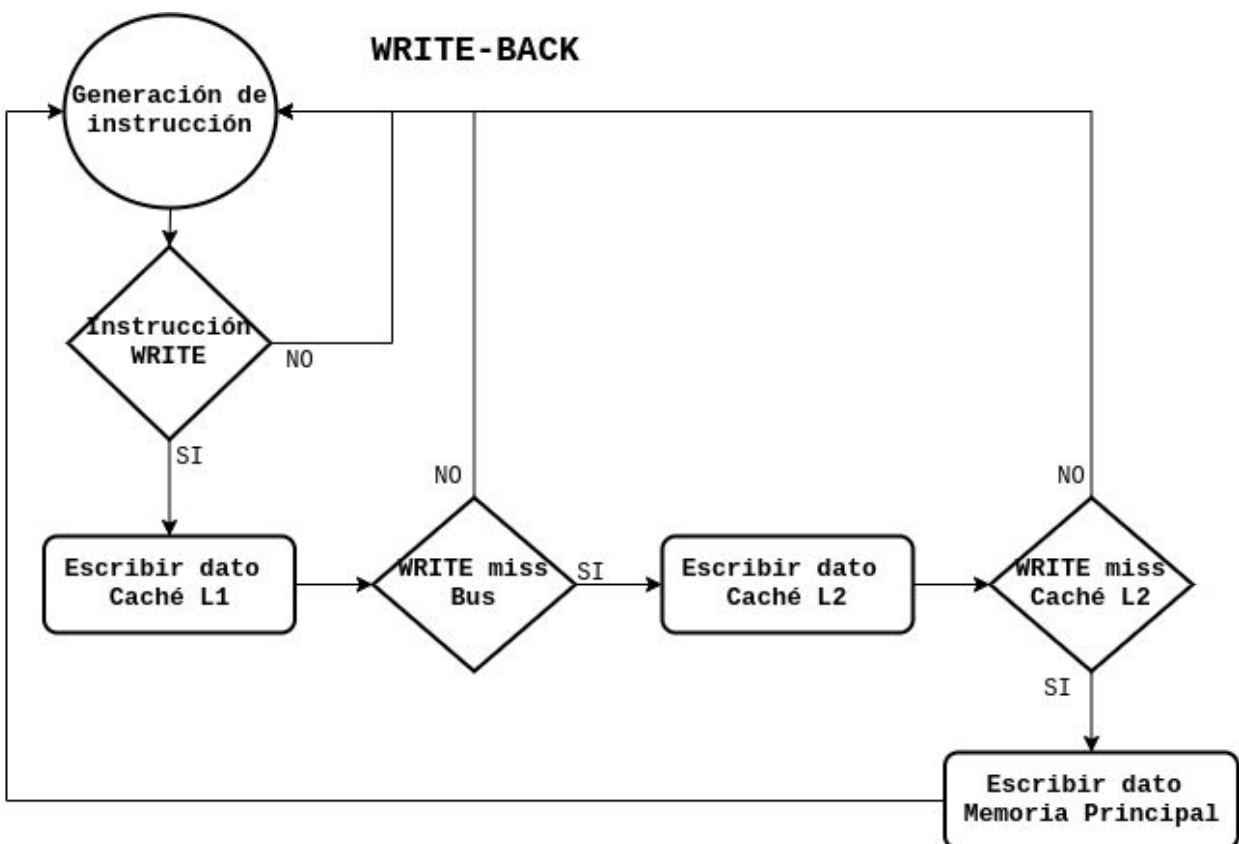 WRITE-BACK
Generación de
instrucción
Instrucción
WRITE
NO
SI
Escribir dato
Caché L1
NO
WRITE miss
Bus
SI
Escribir dato
Caché L2
NO
WRITE miss
Caché L2
SI
Escribir dato
Memoria Principal